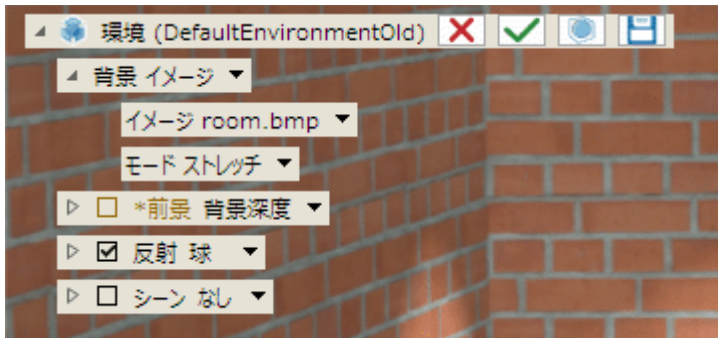 環境 (DefaultEnvironmentOld)
背景 イメージ
イメージ room.bmp
モード ストレッチ
*前景 背景深度
反射 球
シーン なし